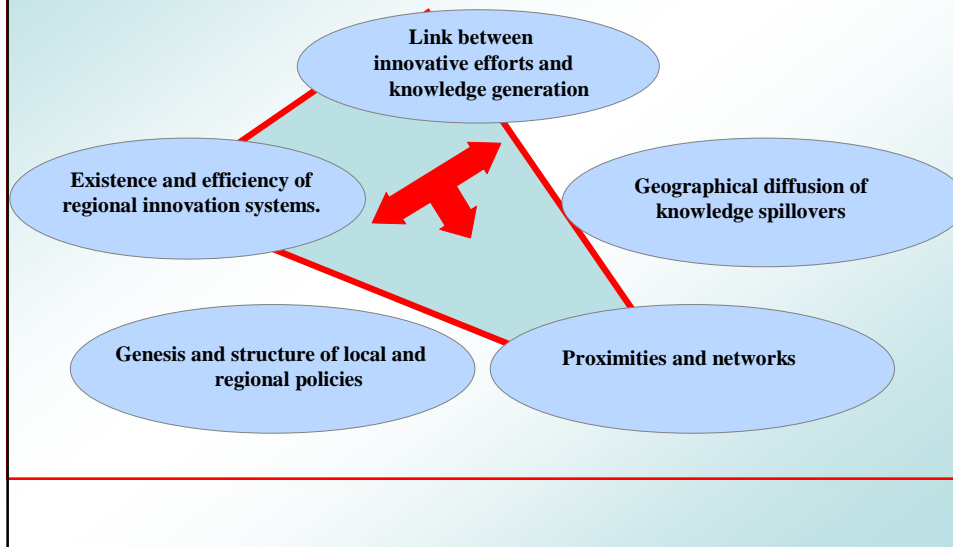 Link between
innovative efforts and
knowledge generation
Existence and efficiency of
regional innovation systems.
Geographical diffusion of
knowledge spillovers
Genesis and structure of local and
regional policies
Proximities and networks